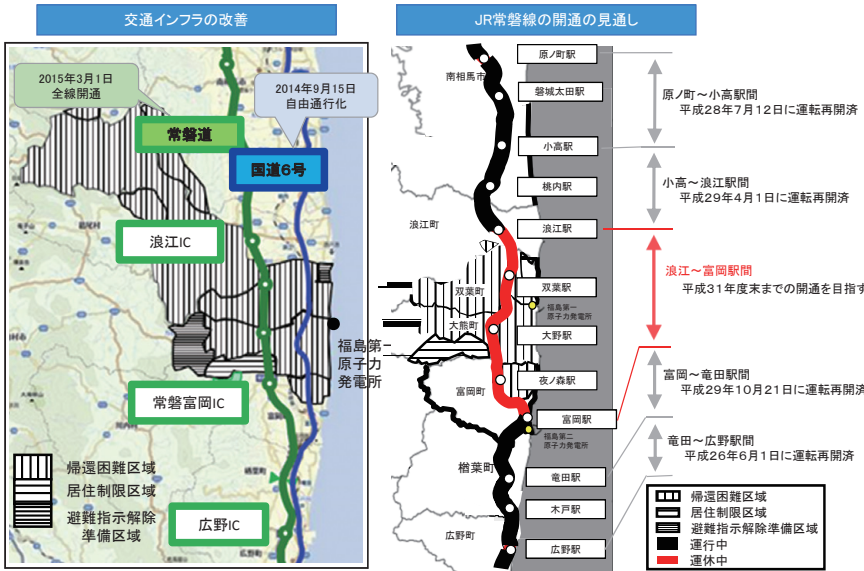 交通インフラの改善
2015年3月1日
全線開通
2014年9月15日
自由通行化
常磐道
国道6号
浪江IC
福島第一
原子力
発電所
常磐富岡IC
広野IC
楢葉町
広野町
帰還困難区域
居住制限区域
避難指示解除
準備区域
JR常磐線の開通の見通し
南相馬市
浪江町
双葉町
大熊町
富岡町
楢葉町
広野町
原ノ町駅
磐城太田駅
小高駅
桃内駅
浪江駅
双葉駅
福島第一
原子力発電所
大野駅
夜ノ森駅
富岡駅
福島第二
原子力発電所
竜田駅
木戸駅
広野駅
原ノ町~小高駅間
平成28年7月12日に運転再開済
小高~浪江駅間
平成29年4月1日に運転再開済
浪江~富岡駅間
平成31年度末までの開通を目指す
富岡~竜田駅間
平成29年10月21日に運転再開済
竜田~広野駅間
平成26年6月1日に運転再開済
帰還困難区域
居住制限区域
避難指示解除準備区域
運行中
運休中